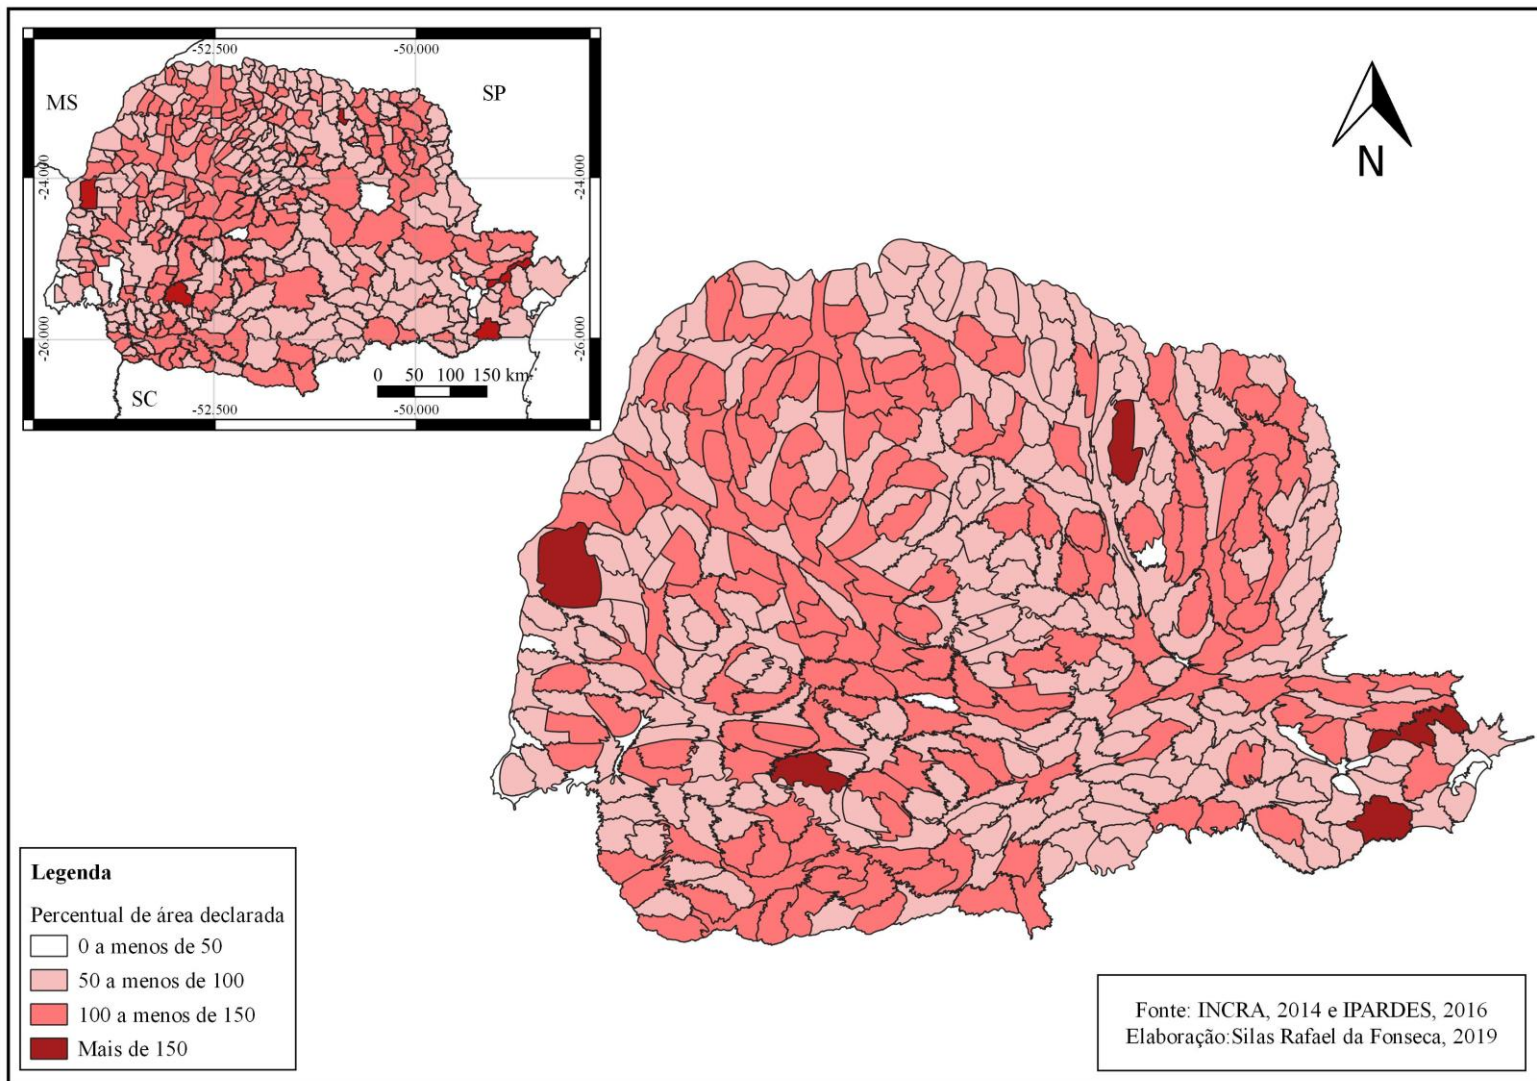 -52.500
-50.000
MS
SP
-24.000
-24.000
-26.000
-26.000
0 50 100 150 km
SC
-52.500
-50.000
N
Legenda
Percentual de área declarada
0 a menos de 50
50 a menos de 100
100 a menos de 150
Mais de 150
Fonte: INCRA, 2014 e IPARDES, 2016
Elaboração:Silas Rafael da Fonseca, 2019